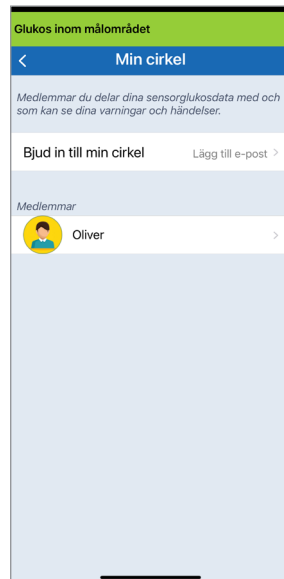 Glukos inom målområdet
Min cirkel
Medlemmar du delar dina sensorglukosdata med och
som kan se dina varningar och händelser.
Bjud in till min cirkel Lägg till e-post
Medlemmar
Oliver